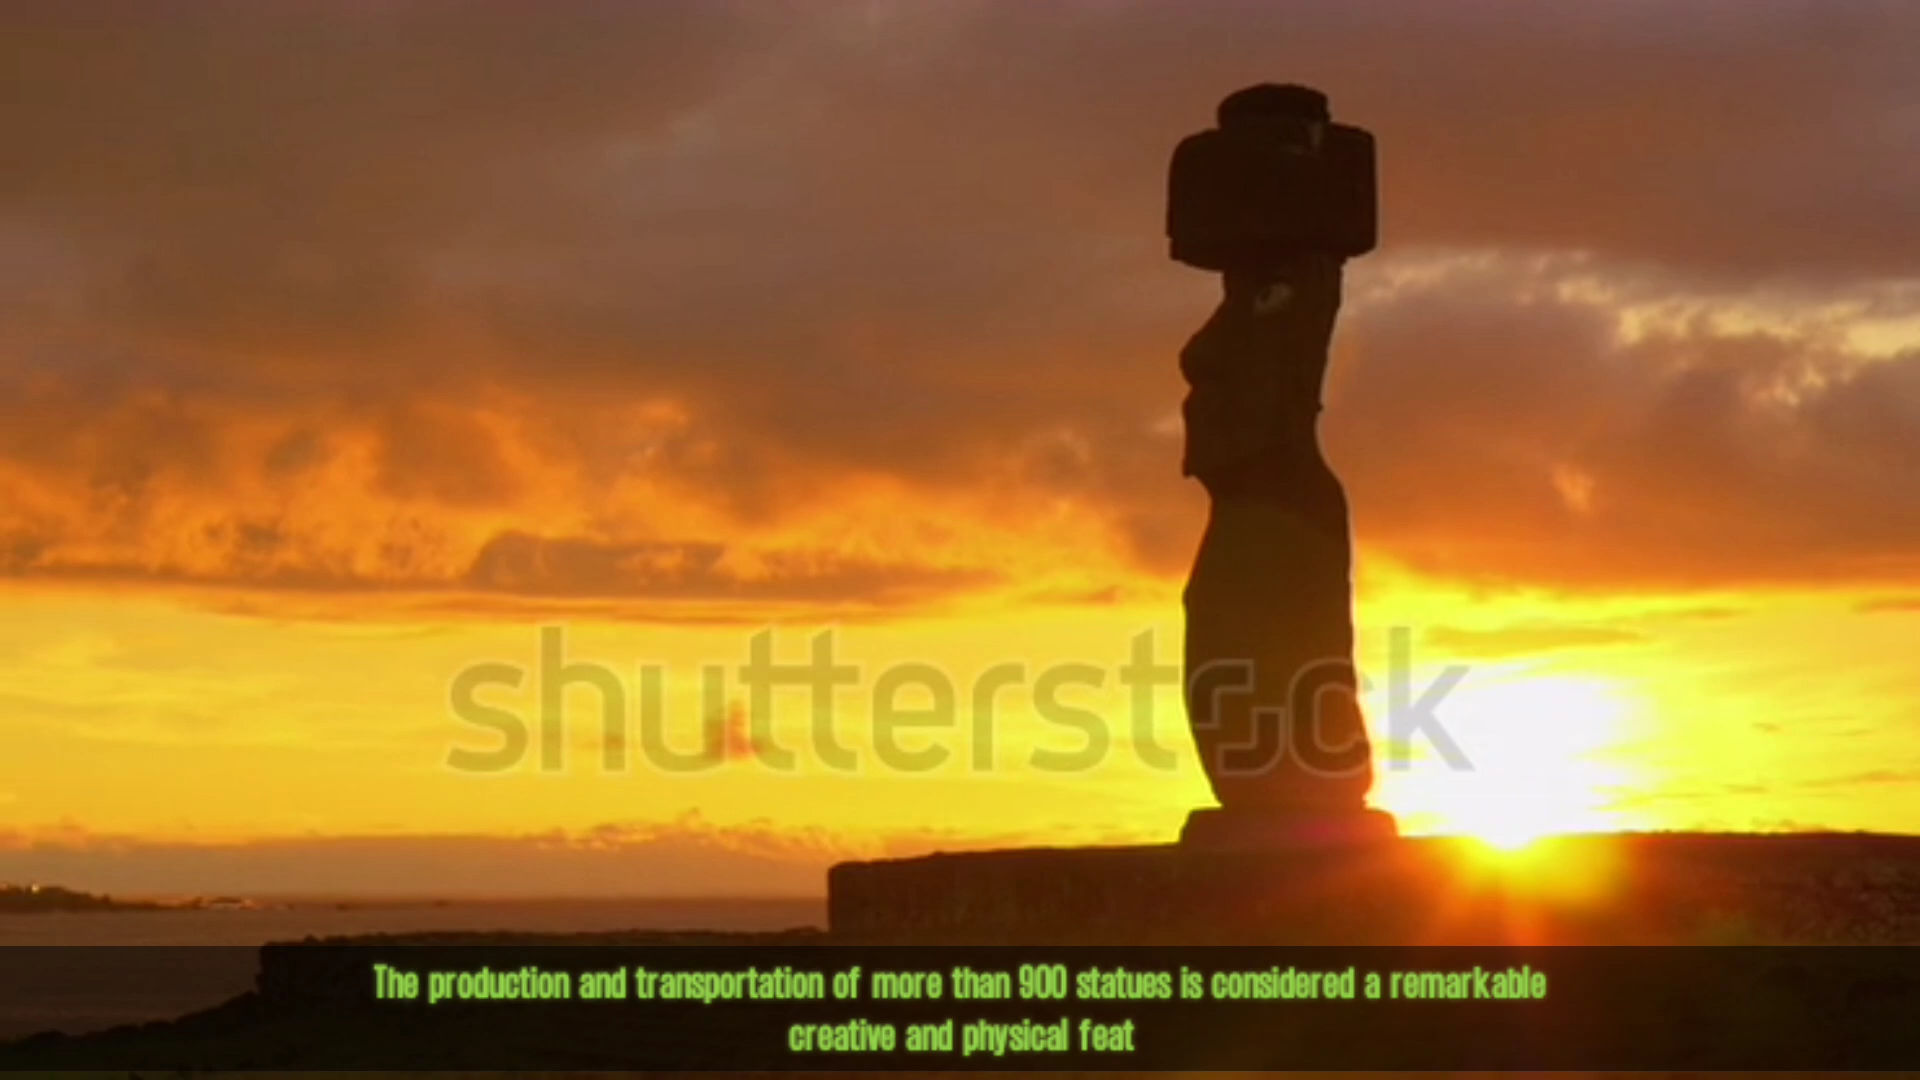 shutterstock
The production and transportation of more than 900 statues is considered a remarkable
creative and physical feat